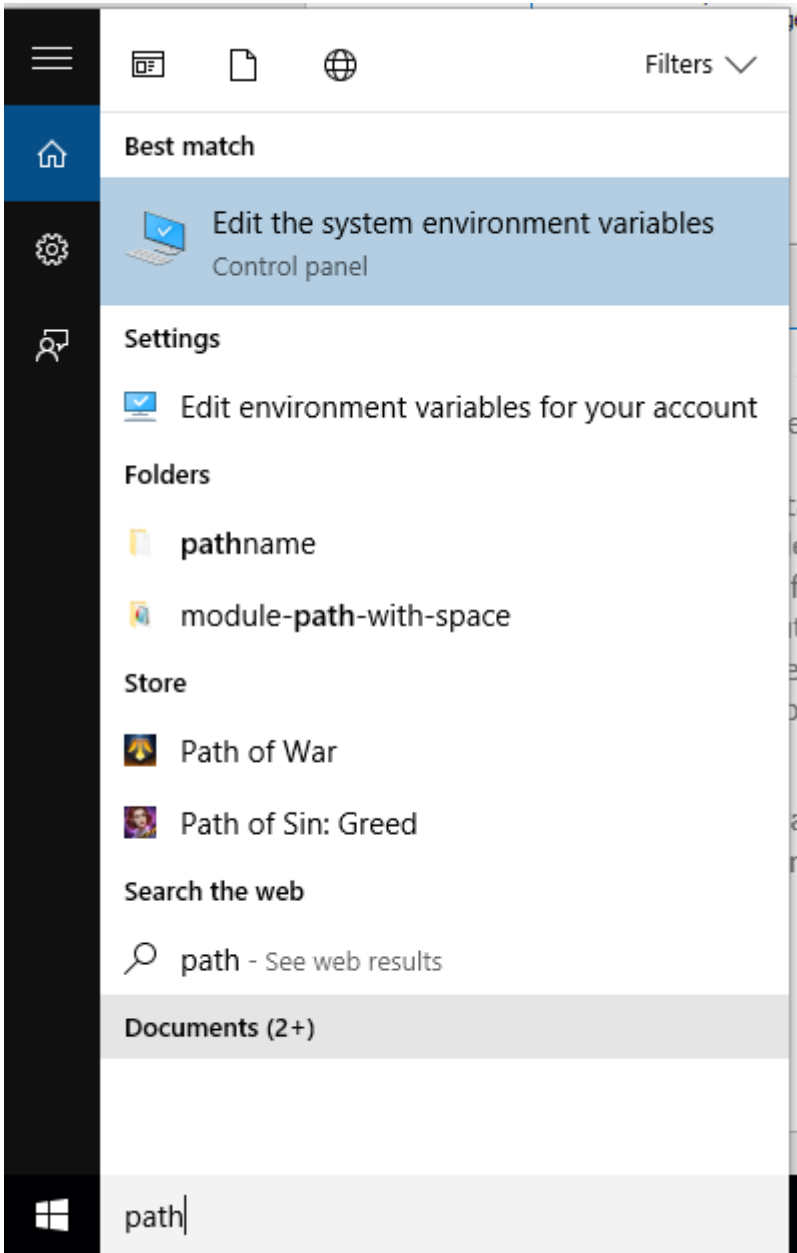 Filters
Best match
Edit the system environment variables
Control panel
Settings
Edit environment variables for your account
Folders
pathname
module-path-with-space
Store
Path of War
Path of Sin: Greed
Search the web
path - See web results
Documents (2+)
path